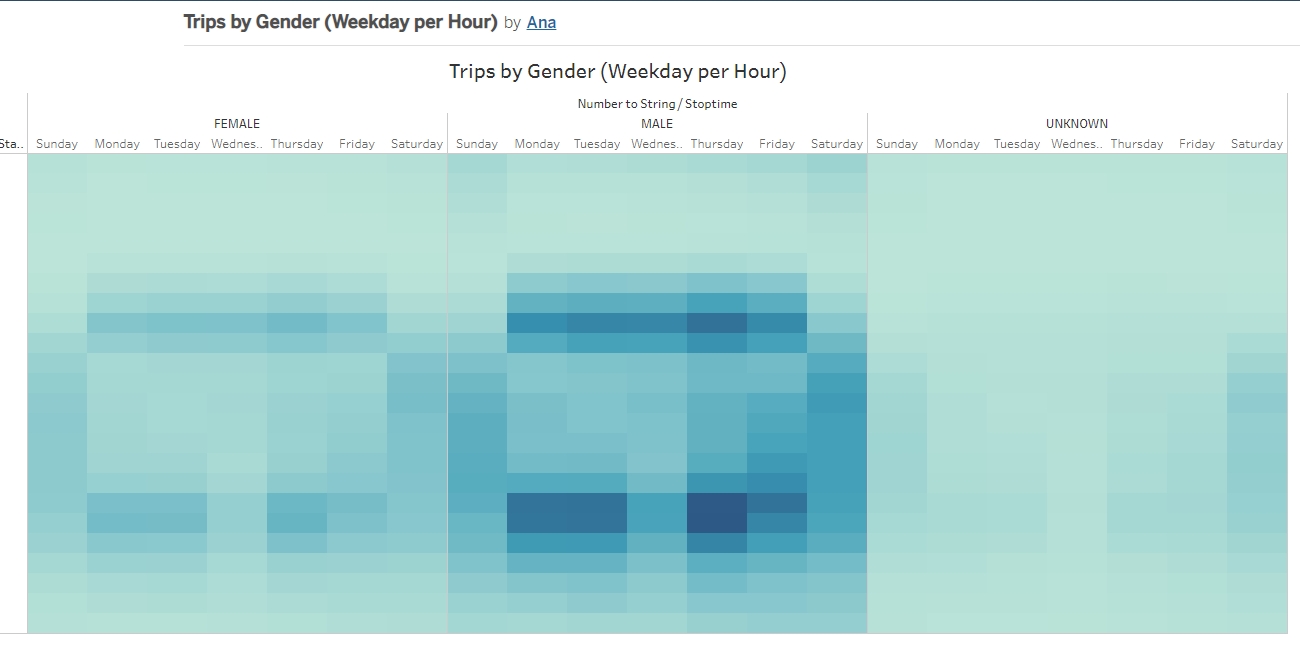 Trips by Gender (Weekday per Hour) by Ana
Trips by Gender (Weekday per Hour)
Number to String / Stoptime
FEMALE MALE UNKNOWN
Sta.. Sunday Monday Tuesday Wednes.. Thursday Friday Saturday Sunday Monday Tuesday Wednes.. Thursday Friday Saturday Sunday Monday Tuesday Wednes.. Thursday Friday Saturday